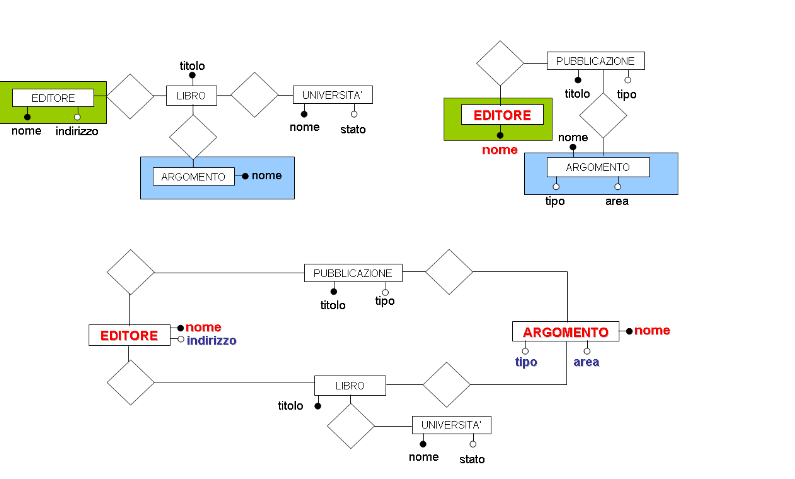 titolo
EDITORE
LIBRO
UNIVERSITA'
nome
indirizzo
nome
stato
ARGOMENTO
nome
PUBBLICAZIONE
titolo
tipo
EDITORE
nome
nome
ARGOMENTO
tipo
area
PUBBLICAZIONE
titolo
tipo
EDITORE
nome
indirizzo
ARGOMENTO
nome
tipo
area
LIBRO
titolo
UNIVERSITA'
nome
stato